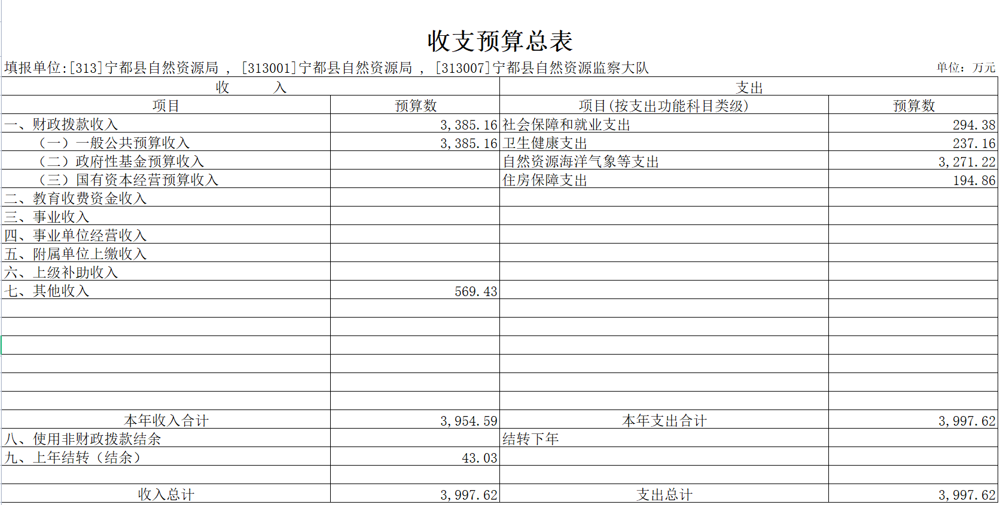 收支预算总表
填报单位:[313]宁都县自然资源局 , [313001]宁都县自然资源局 , [313007]宁都县自然资源监察大队 单位：万元
收 入 支出
项目 预算数 项目(按支出功能科目类级) 预算数
一、财政拨款收入 3,385.16 社会保障和就业支出 294.38
（一）一般公共预算收入 3,385.16 卫生健康支出 237.16
（二）政府性基金预算收入 自然资源海洋气象等支出 3,271.22
（三）国有资本经营预算收入 住房保障支出 194.86
二、教育收费资金收入
三、事业收入
四、事业单位经营收入
五、附属单位上缴收入
六、上级补助收入
七、其他收入 569.43
本年收入合计 3,954.59 本年支出合计 3,997.62
八、使用非财政拨款结余 结转下年
九、上年结转（结余） 43.03
收入总计 3,997.62 支出总计 3,997.62